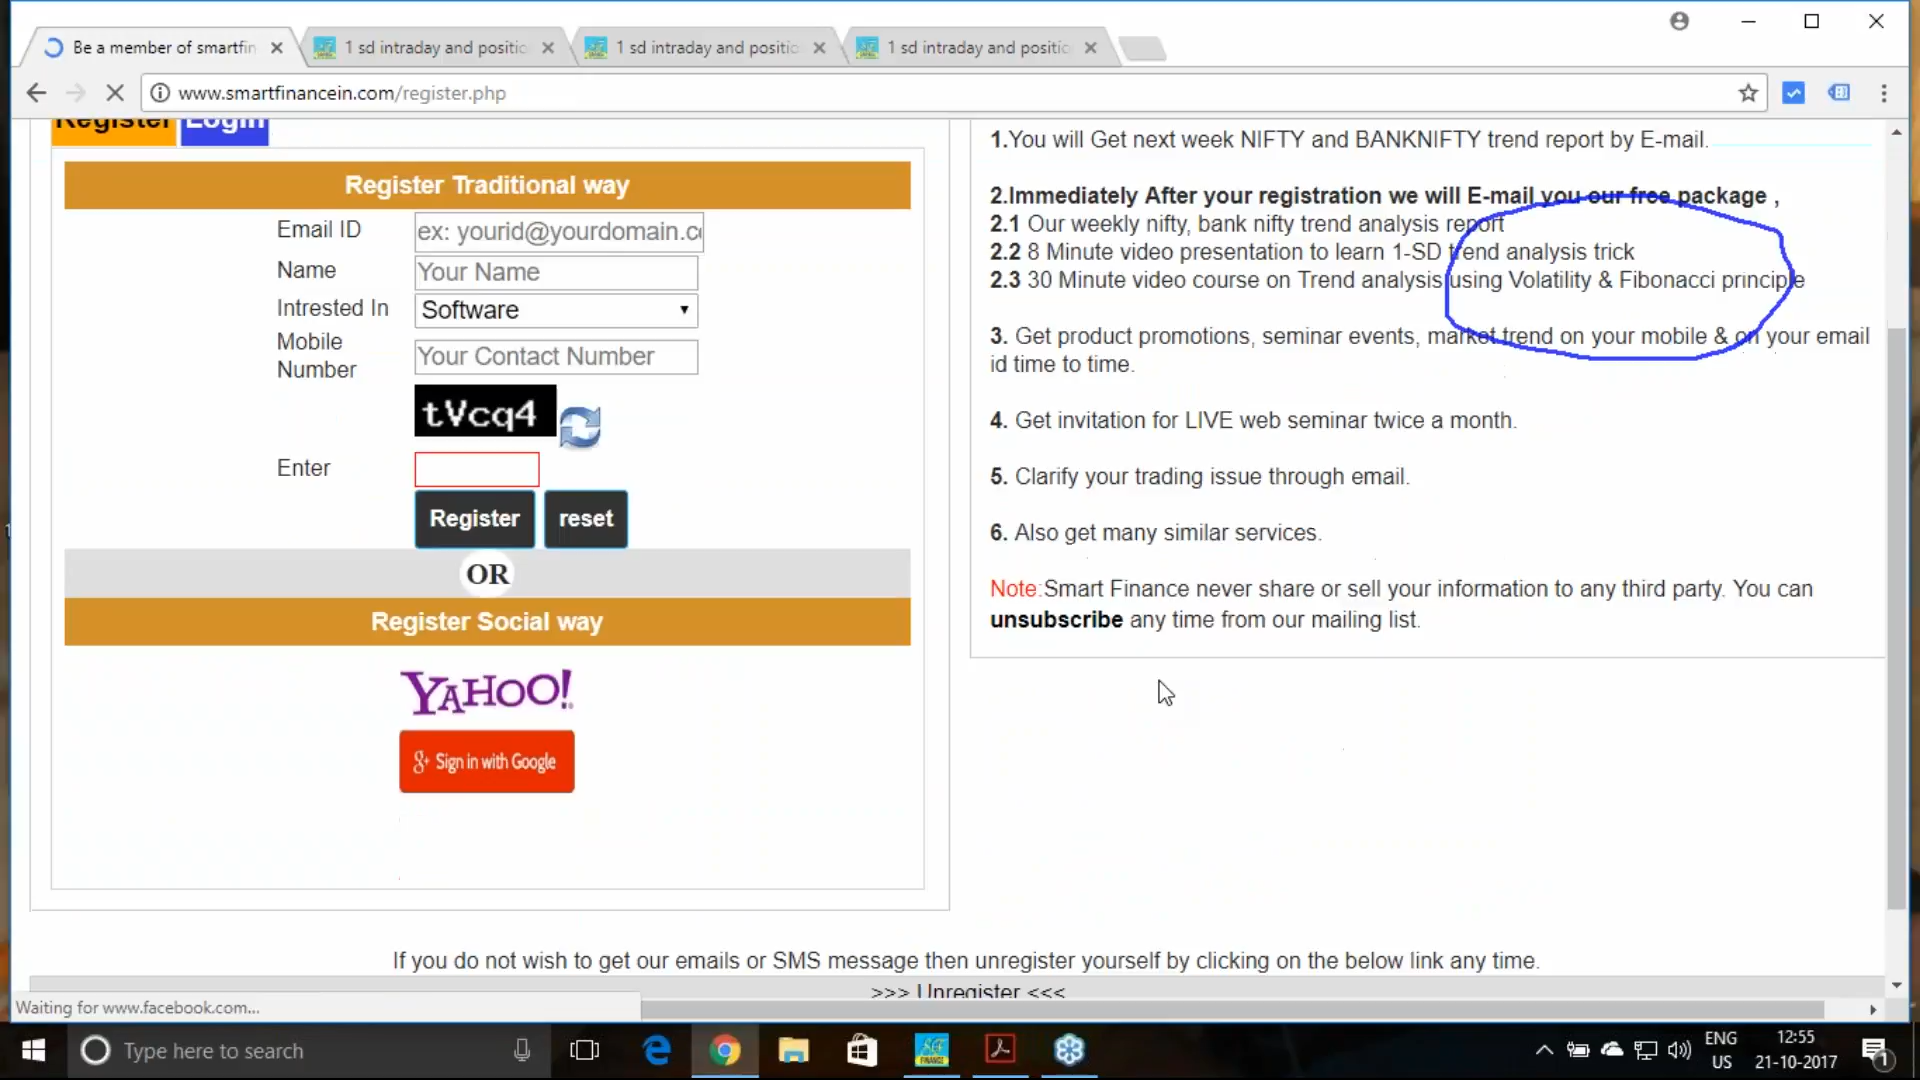 Be a member of smartfin
1 sd intraday and positio
1 sd intraday and positio
1 sd intraday and positio
www.smartfinancein.com/register.php
Register Login
Register Traditional way
Email ID ex: yourid@yourdomain.c
Name Your Name
Intrested In Software
Mobile
Number Your Contact Number
tVcq4
Enter
Register reset
OR
Register Social way
YAHOO!
g+ Sign in with Google
1.You will Get next week NIFTY and BANKNIFTY trend report by E-mail.
2.Immediately After your registration we will E-mail you our free package ,
2.1 Our weekly nifty, bank nifty trend analysis report
2.2 8 Minute video presentation to learn 1-SD trend analysis trick
2.3 30 Minute video course on Trend analysis using Volatility & Fibonacci principle
3. Get product promotions, seminar events, market trend on your mobile & on your email
id time to time.
4. Get invitation for LIVE web seminar twice a month.
5. Clarify your trading issue through email.
6. Also get many similar services.
Note:Smart Finance never share or sell your information to any third party. You can
unsubscribe any time from our mailing list.
If you do not wish to get our emails or SMS message then unregister yourself by clicking on the below link any time.
>>> Unregister <<<
Waiting for www.facebook.com...
Type here to search
FINANCE
ENG
US
12:55
21-10-2017
1